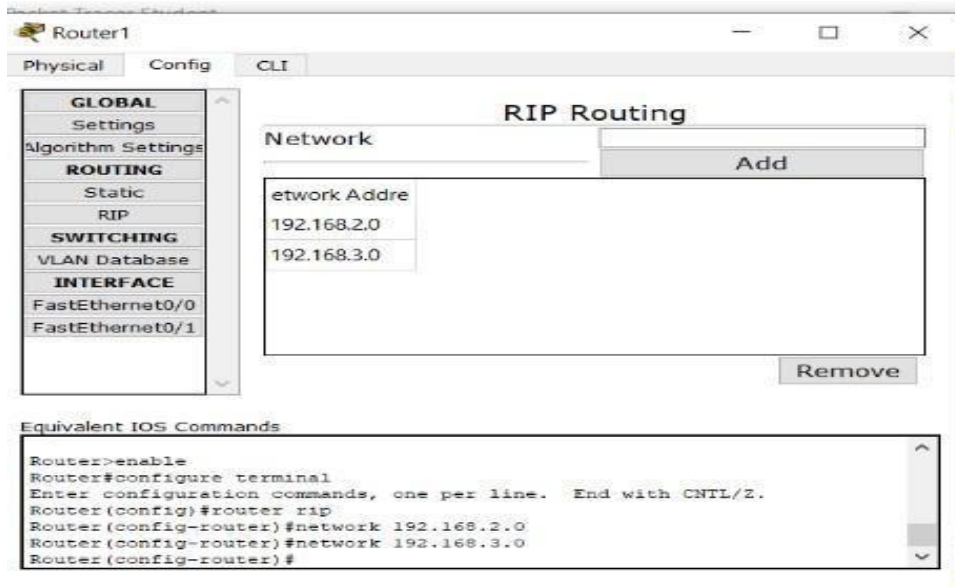 Packet Tracer Student
Router1
Physical Config CLI
GLOBAL
Settings
Algorithm Settings
ROUTING
Static
RIP
SWITCHING
VLAN Database
INTERFACE
FastEthernet0/0
FastEthernet0/1
RIP Routing
Network
Add
etwork Addre
192.168.2.0
192.168.3.0
Remove
Equivalent IOS Commands
Router>enable
Router#configure terminal
Enter configuration commands, one per line. End with CNTL/Z.
Router(config)#router rip
Router(config-router)#network 192.168.2.0
Router(config-router)#network 192.168.3.0
Router(config-router)#